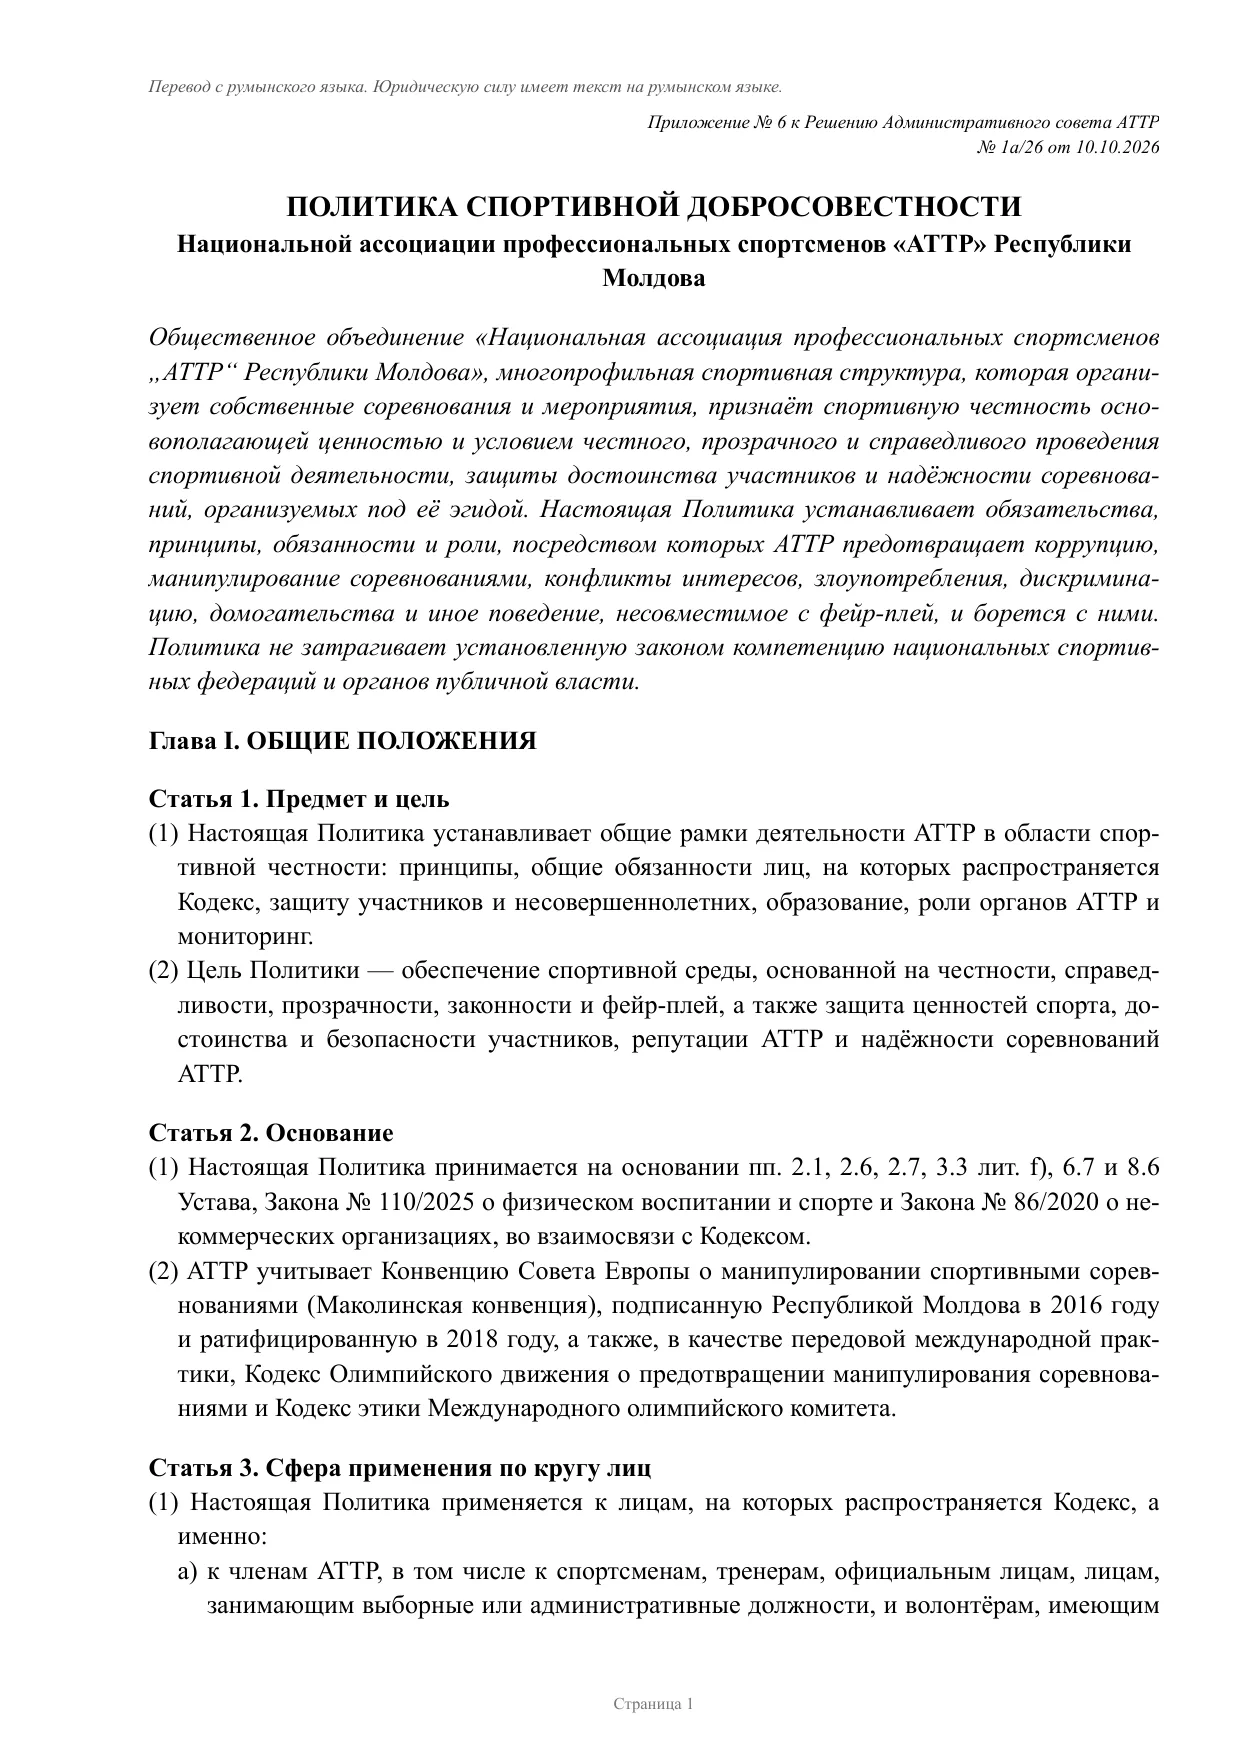 Перевод с румынского языка. Юридическую силу имеет текст на румынском языке.
Приложение № 6 к Решению Административного совета АТТР
№ 1a/26 от 10.10.2026
ПОЛИТИКА СПОРТИВНОЙ ДОБРОСОВЕСТНОСТИ
Национальной ассоциации профессиональных спортсменов «АТТР» Республики
Молдова
Общественное объединение «Национальная ассоциация профессиональных спортсменов
„АТТР“ Республики Молдова», многопрофильная спортивная структура, которая органи-
зует собственные соревнования и мероприятия, признаёт спортивную честность осно-
вополагающей ценностью и условием честного, прозрачного и справедливого проведения
спортивной деятельности, защиты достоинства участников и надёжности соревнова-
ний, организуемых под её эгидой. Настоящая Политика устанавливает обязательства,
принципы, обязанности и роли, посредством которых АТТР предотвращает коррупцию,
манипулирование соревнованиями, конфликты интересов, злоупотребления, дискримина-
цию, домогательства и иное поведение, несовместимое с фейр-плей, и борется с ними.
Политика не затрагивает установленную законом компетенцию национальных спортив-
ных федераций и органов публичной власти.
Глава I. ОБЩИЕ ПОЛОЖЕНИЯ
Статья 1. Предмет и цель
(1) Настоящая Политика устанавливает общие рамки деятельности АТТР в области спор-
тивной честности: принципы, общие обязанности лиц, на которых распространяется
Кодекс, защиту участников и несовершеннолетних, образование, роли органов АТТР и
мониторинг.
(2) Цель Политики — обеспечение спортивной среды, основанной на честности, справед-
ливости, прозрачности, законности и фейр-плей, а также защита ценностей спорта, до-
стоинства и безопасности участников, репутации АТТР и надёжности соревнований
АТТР.
Статья 2. Основание
(1) Настоящая Политика принимается на основании пп. 2.1, 2.6, 2.7, 3.3 лит. f), 6.7 и 8.6
Устава, Закона № 110/2025 о физическом воспитании и спорте и Закона № 86/2020 о не-
коммерческих организациях, во взаимосвязи с Кодексом.
(2) АТТР учитывает Конвенцию Совета Европы о манипулировании спортивными сорев-
нованиями (Маколинская конвенция), подписанную Республикой Молдова в 2016 году
и ратифицированную в 2018 году, а также, в качестве передовой международной прак-
тики, Кодекс Олимпийского движения о предотвращении манипулирования соревнова-
ниями и Кодекс этики Международного олимпийского комитета.
Статья 3. Сфера применения по кругу лиц
(1) Настоящая Политика применяется к лицам, на которых распространяется Кодекс, а
именно:
а) к членам АТТР, в том числе к спортсменам, тренерам, официальным лицам, лицам,
занимающим выборные или административные должности, и волонтёрам, имеющим
Страница 1